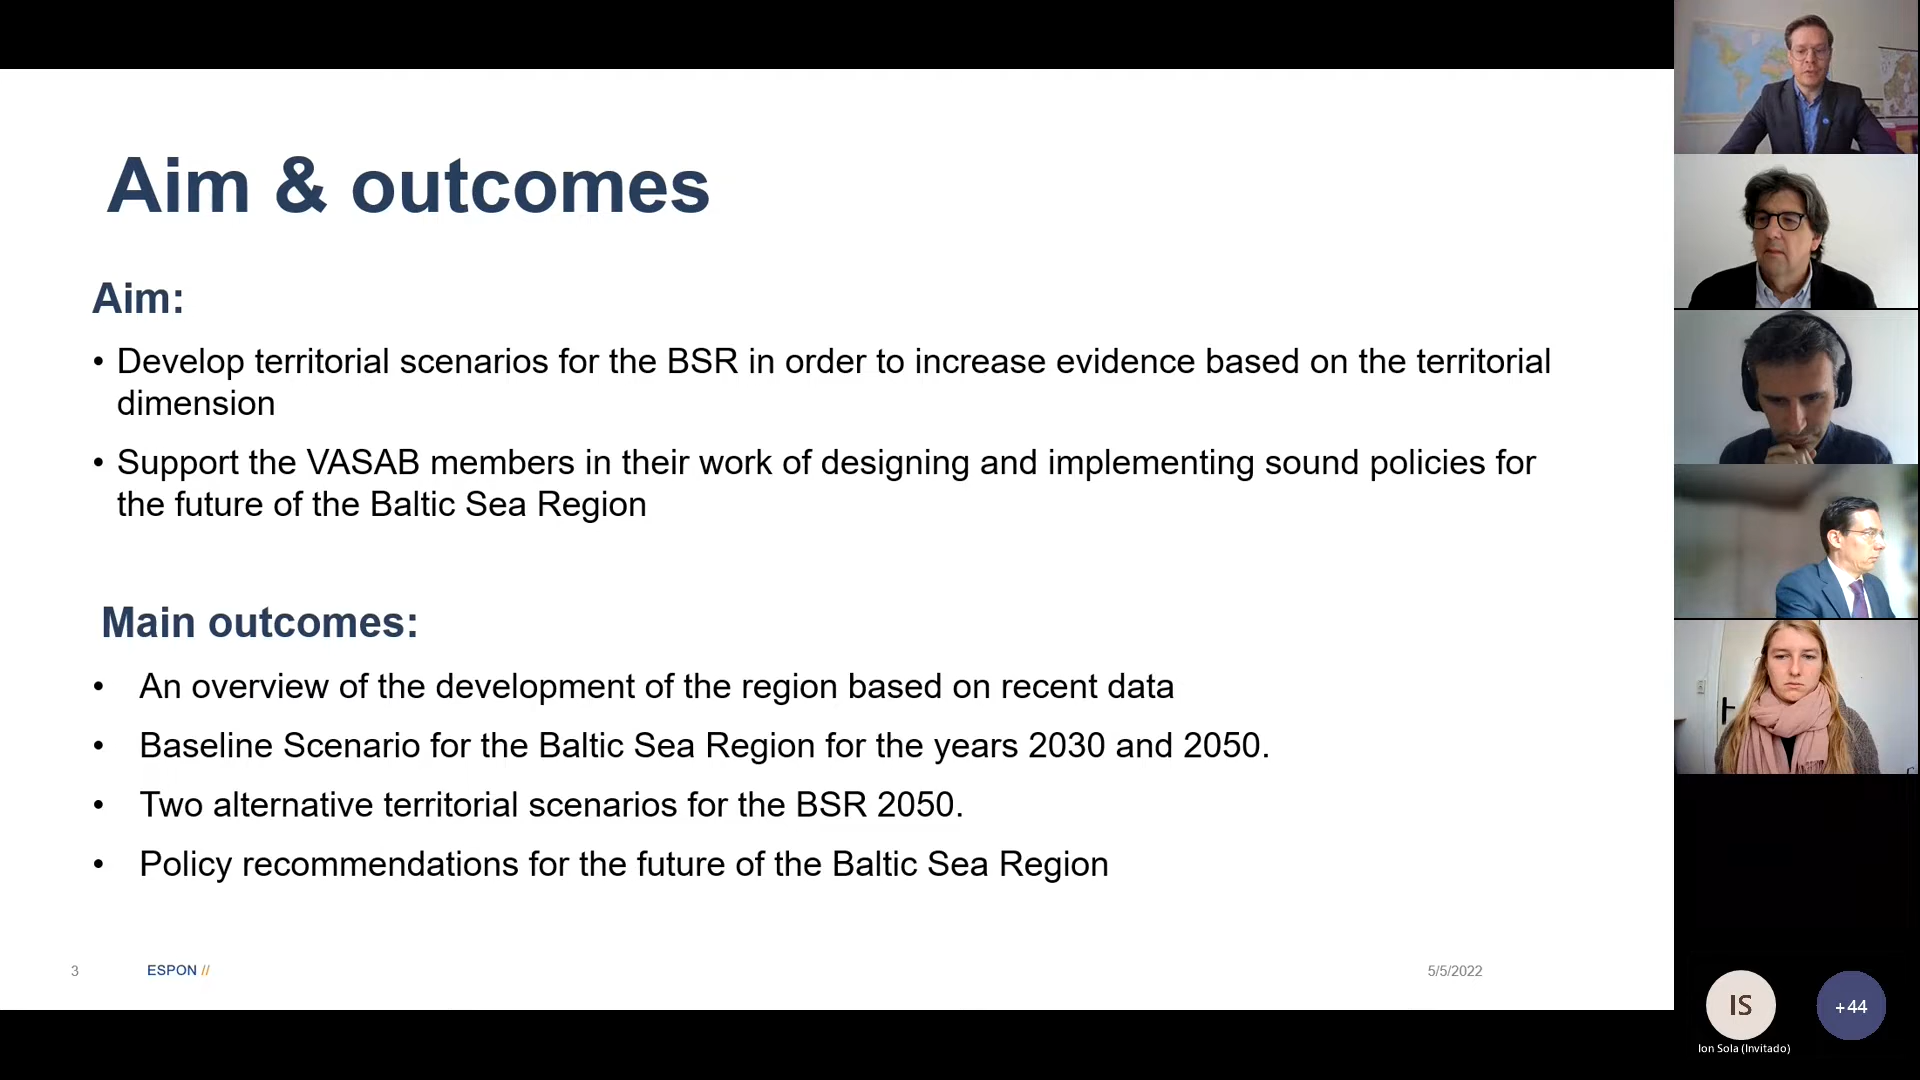 Aim & outcomes
Aim:
• Develop territorial scenarios for the BSR in order to increase evidence based on the territorial
dimension
• Support the VASAB members in their work of designing and implementing sound policies for
the future of the Baltic Sea Region
Main outcomes:
• An overview of the development of the region based on recent data
• Baseline Scenario for the Baltic Sea Region for the years 2030 and 2050.
• Two alternative territorial scenarios for the BSR 2050.
• Policy recommendations for the future of the Baltic Sea Region
3 ESPON // 5/5/2022
IS
+44
Ion Sola (Invitado)